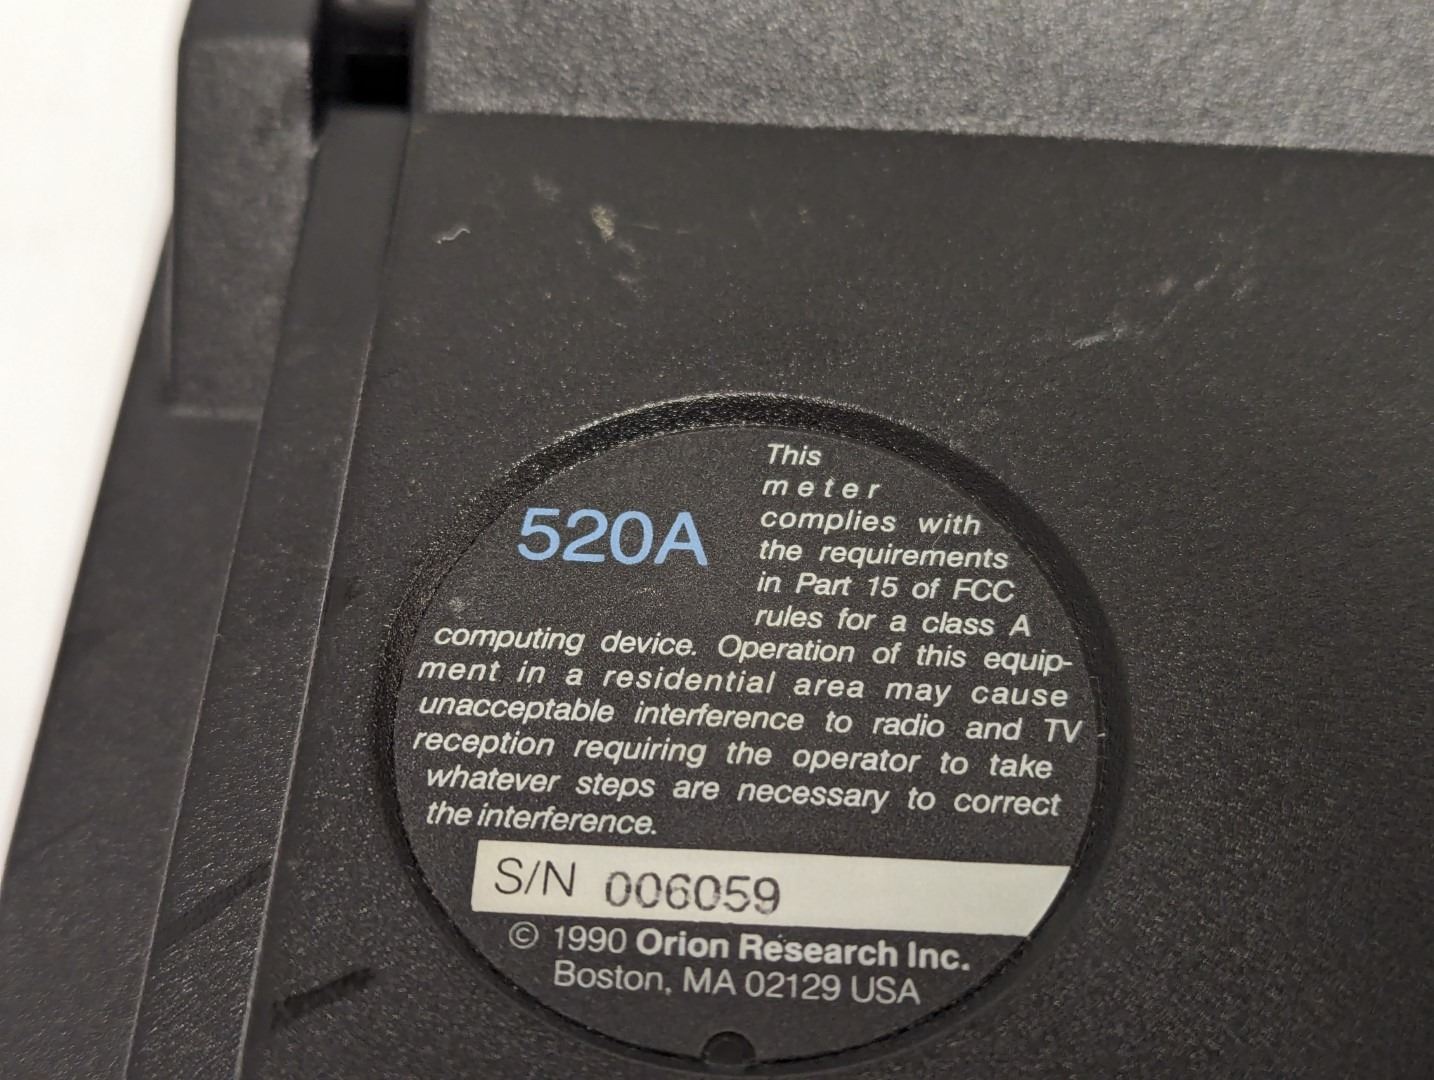 520A
This
meter
complies with
the requirements
in Part 15 of FCC
rules for a class A
computing device. Operation of this equip-
ment in a residential area may cause
unacceptable interference to radio and TV
reception requiring the operator to take
whatever steps are necessary to correct
the interference.
S/N 006059
© 1990 Orion Research Inc.
Boston, MA 02129 USA